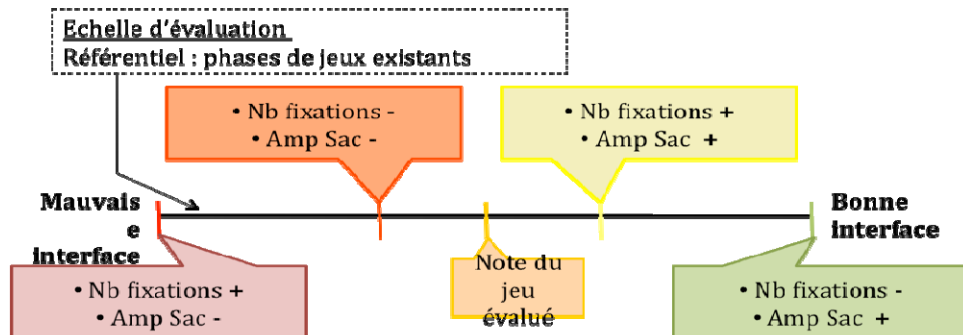 Echelle d'évaluation
Référentiel : phases de jeux existants
• Nb fixations -
• Amp Sac -
• Nb fixations +
• Amp Sac +
Mauvais
e
interface
Bonne
interface
• Nb fixations +
• Amp Sac -
Note du
jeu
évalué
• Nb fixations -
• Amp Sac +